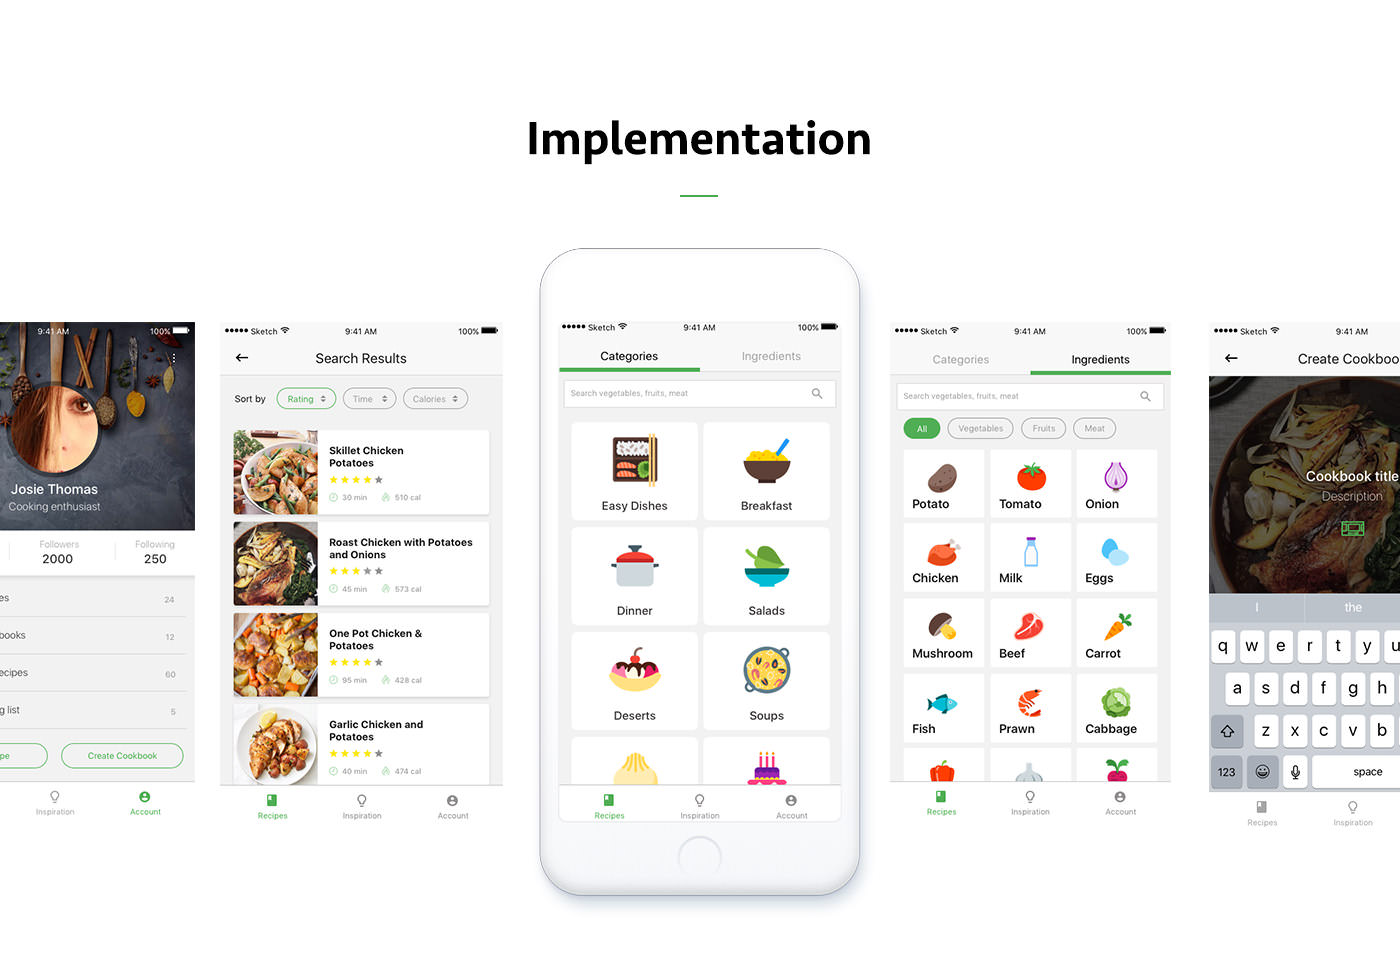 Implementation
9:41 AM 100%
Josie Thomas
Cooking enthusiast
Followers Following
2000 250
es 24
books 12
ecipes 60
g list 5
pe Create Cookbook
Inspiration Account
Sketch 9:41 AM 100%
Search Results
Sort by Rating Time Calories
Skillet Chicken
Potatoes
30 min 510 cal
Roast Chicken with Potatoes
and Onions
45 min 573 cal
One Pot Chicken &
Potatoes
95 min 428 cal
Garlic Chicken and
Potatoes
40 min 474 cal
Recipes Inspiration Account
Sketch 9:41 AM 100%
Categories Ingredients
Search vegetables, fruits, meat
Easy Dishes Breakfast
Dinner Salads
Deserts Soups
Recipes Inspiration Account
Sketch 9:41 AM 100%
Categories Ingredients
Search vegetables, fruits, meat
All Vegetables Fruits Meat
Potato Tomato Onion
Chicken Milk Eggs
Mushroom Beef Carrot
Fish Prawn Cabbage
Recipes Inspiration Account
Sketch 9:41 AM
Create Cookboo
Cookbook title
Description
I the
q w e r t y u
a s d f g h
z x c v b
123 space
Recipes Inspiration